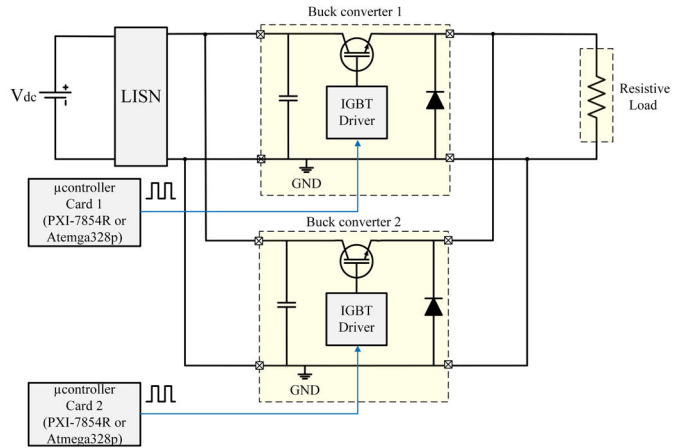 Buck converter 1
Vdc
+
-
LISN
IGBT
Driver
Resistive
Load
GND
µcontroller
Card 1
(PXI-7854R or
Atemga328p)
Buck converter 2
IGBT
Driver
GND
µcontroller
Card 2
(PXI-7854R or
Atmega328p)